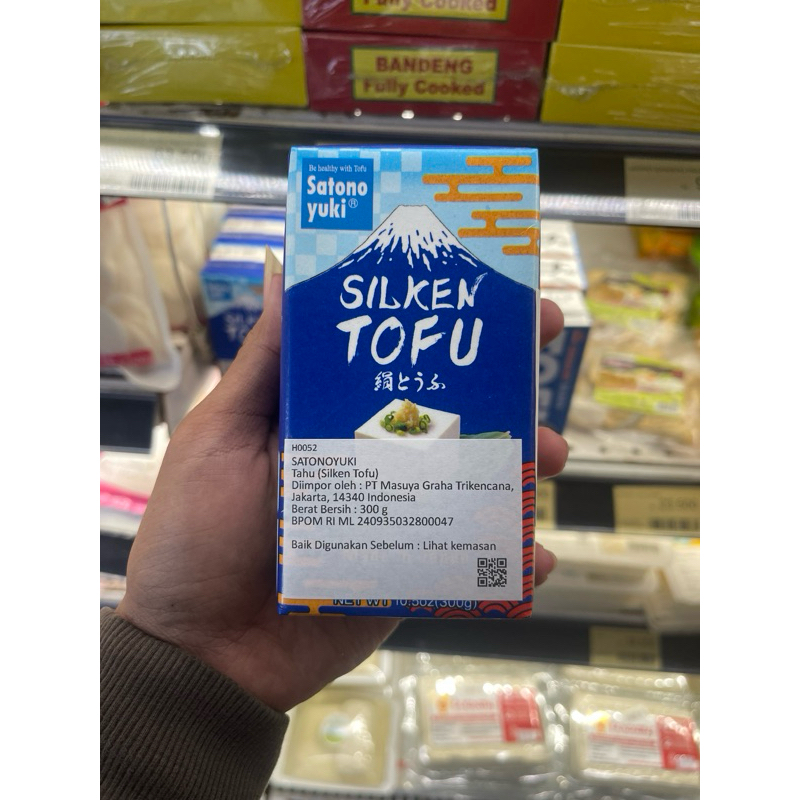 Fully Cooked
BANDENG
Fully Cooked
Be healthy with Tofu
Satono
yuki®
SILKEN
TOFU
絹とうふ
H0052
SATONOYUKI
Tahu (Silken Tofu)
Diimpor oleh : PT Masuya Graha Trikencana,
Jakarta, 14340 Indonesia
Berat Bersih : 300 g
BPOM RI ML 240935032800047
Baik Digunakan Sebelum : Lihat kemasan
NET WT 10.5oz(300g)